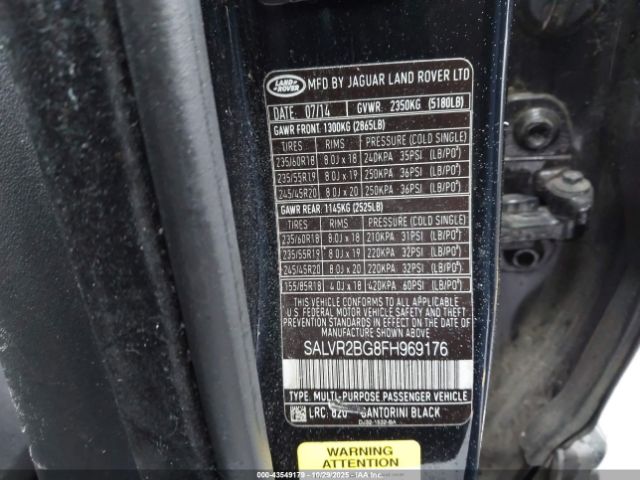 LAND ROVER MFD BY JAGUAR LAND ROVER LTD
DATE: 07/14 GVWR: 2350KG (5180LB)
GAWR FRONT: 1300KG (2865LB)
TIRES RIMS PRESSURE (COLD SINGLE)
235/60R18 8.0J x 18 240KPA 35PSI (LB/PO²)
235/55R19 8.0J x 19 250KPA 36PSI (LB/PO²)
245/45R20 8.0J x 20 250KPA 36PSI (LB/PO²)
GAWR REAR: 1145KG (2525LB)
TIRES RIMS PRESSURE (COLD SINGLE)
235/60R18 8.0J x 18 210KPA 31PSI (LB/PO²)
235/55R19 8.0J x 19 220KPA 32PSI (LB/PO²)
245/45R20 8.0J x 20 220KPA 32PSI (LB/PO²)
155/85R18 4.0J x 18 420KPA 60PSI (LB/PO²)
THIS VEHICLE CONFORMS TO ALL APPLICABLE
U.S. FEDERAL MOTOR VEHICLE SAFETY AND THEFT
PREVENTION STANDARDS IN EFFECT ON THE DATE OF
MANUFACTURE SHOWN ABOVE
SALVR2BG8FH969176
TYPE: MULTI-PURPOSE PASSENGER VEHICLE
LRC: 820 SANTORINI BLACK
WARNING
ALTERNATIVE
000-43549179 - 10/29/2025 - IAAI.COM